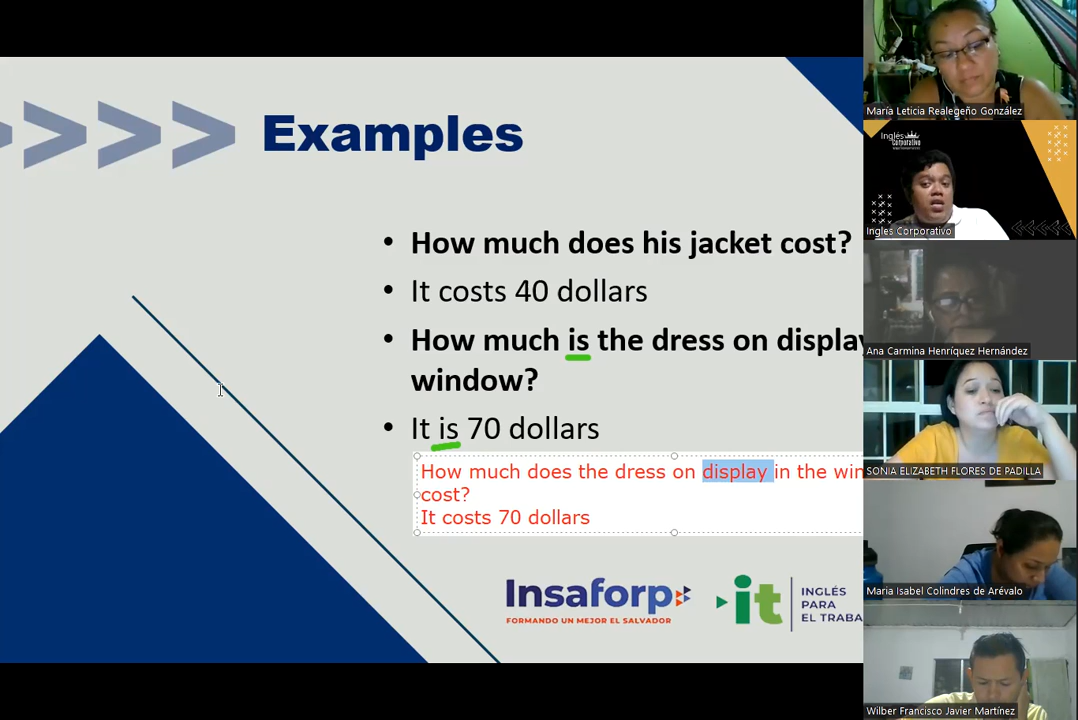 Examples
• How much does his jacket cost?
• It costs 40 dollars
• How much is the dress on display
window?
• It is 70 dollars
How much does the dress on display in the win
cost?
It costs 70 dollars
Insaforp
FORMANDO UN MEJOR EL SALVADOR
it
INGLÉS
PARA
EL TRABA
María Leticia Realegeño González
Inglés
Corporativo
Ingles Corporativo
Ana Carmina Henríquez Hernández
SONIA ELIZABETH FLORES DE PADILLA
Maria Isabel Colindres de Arévalo
Wilber Francisco Javier Martínez